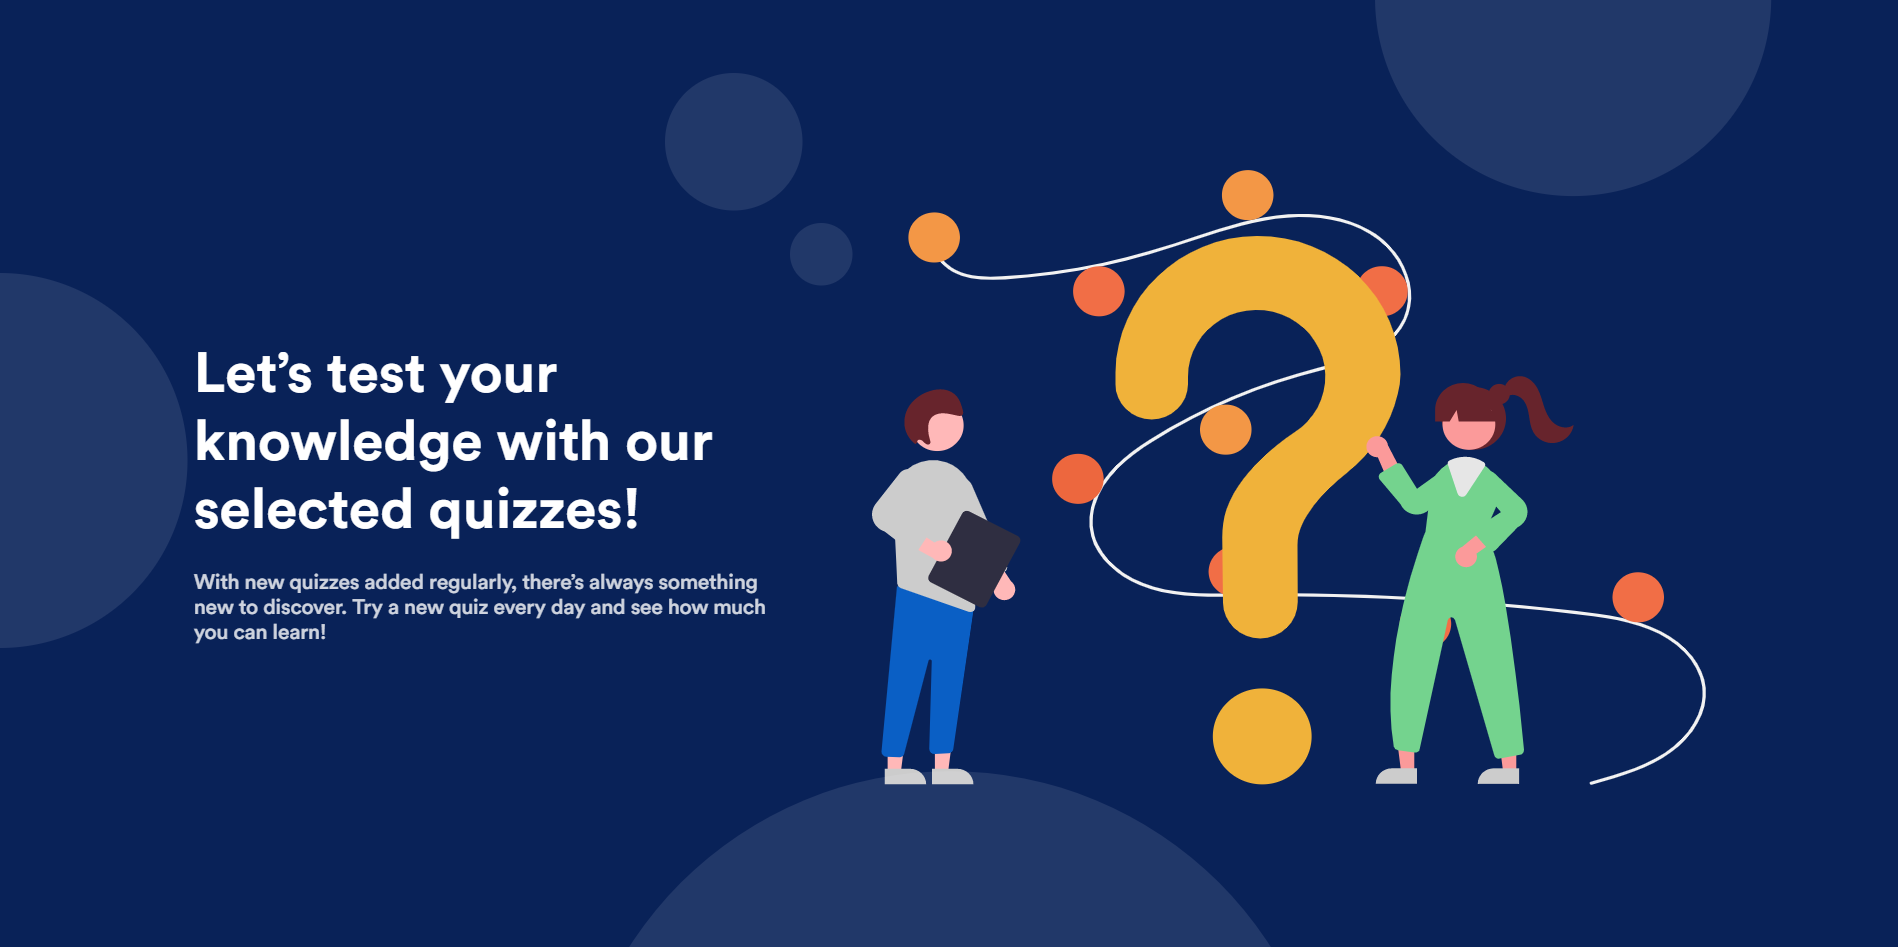 Let’s test your
knowledge with our
selected quizzes!
With new quizzes added regularly, there’s always something
new to discover. Try a new quiz every day and see how much
you can learn!